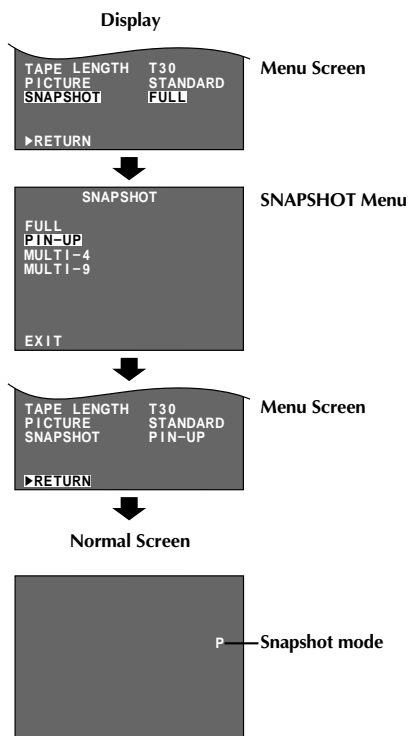 Display
TAPE LENGTH T30
Menu Screen
PICTURE STANDARD
SNAPSHOT FULL
▶RETURN
SNAPSHOT
SNAPSHOT Menu
FULL
PIN-UP
MULTI-4
MULTI-9
EXIT
TAPE LENGTH T30
Menu Screen
PICTURE STANDARD
SNAPSHOT PIN-UP
▶RETURN
Normal Screen
P
Snapshot mode